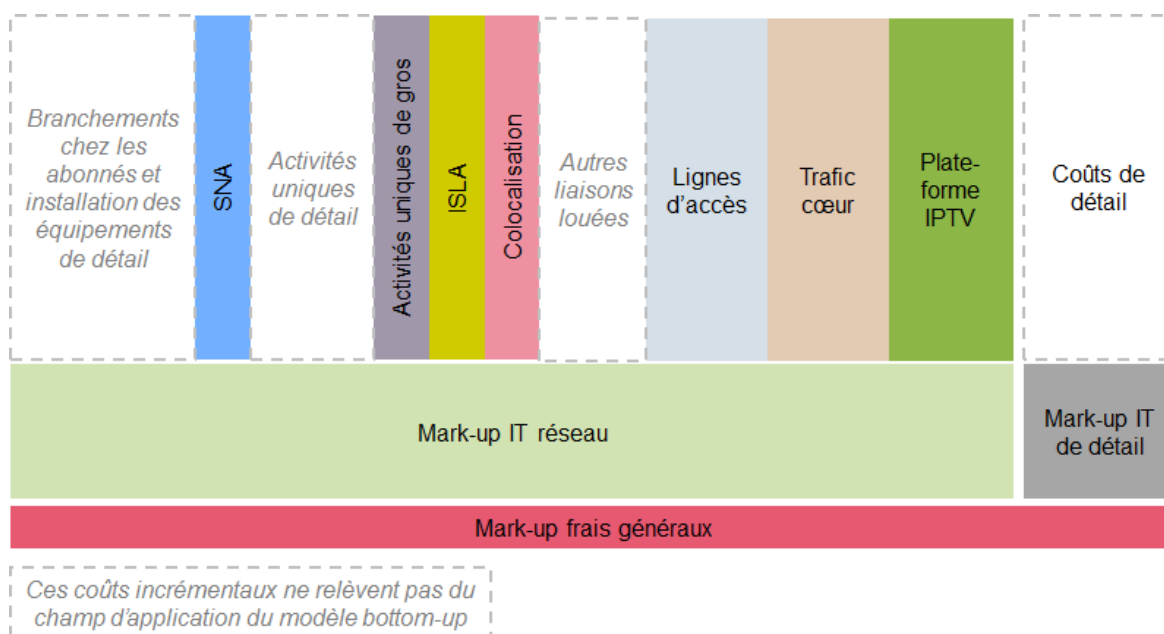 Branchements
chez les
abonnés et
installation des
équipements
de détail
SNA
Activités
uniques
de détail
Activités uniques de gros
ISLA
Colocalisation
Autres
liaisons
louées
Lignes
d'accès
Trafic
cœur
Plate-
forme
IPTV
Coûts de
détail
Mark-up IT réseau
Mark-up IT
de détail
Mark-up frais généraux
Ces coûts incrémentaux ne relèvent pas du
champ d'application du modèle bottom-up